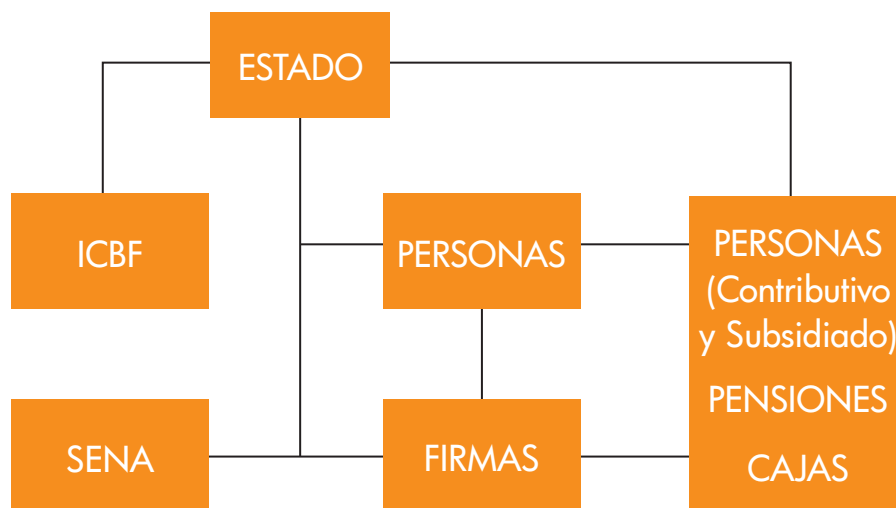 ESTADO
ICBF
PERSONAS
PERSONAS
(Contributivo
y Subsidiado)
PENSIONES
CAJAS
SENA
FIRMAS